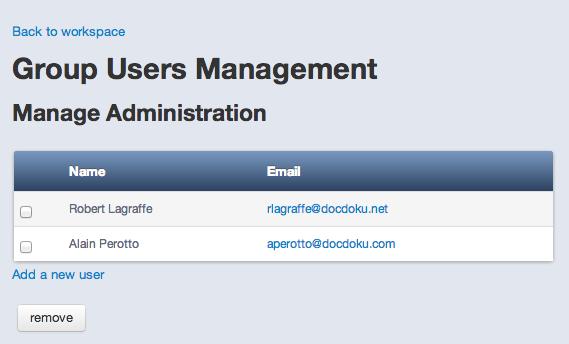 Back to workspace
Group Users Management
Manage Administration
Name Email
Robert Lagraffe rlagraffe@docdoku.net
Alain Perotto aperotto@docdoku.com
Add a new user
remove